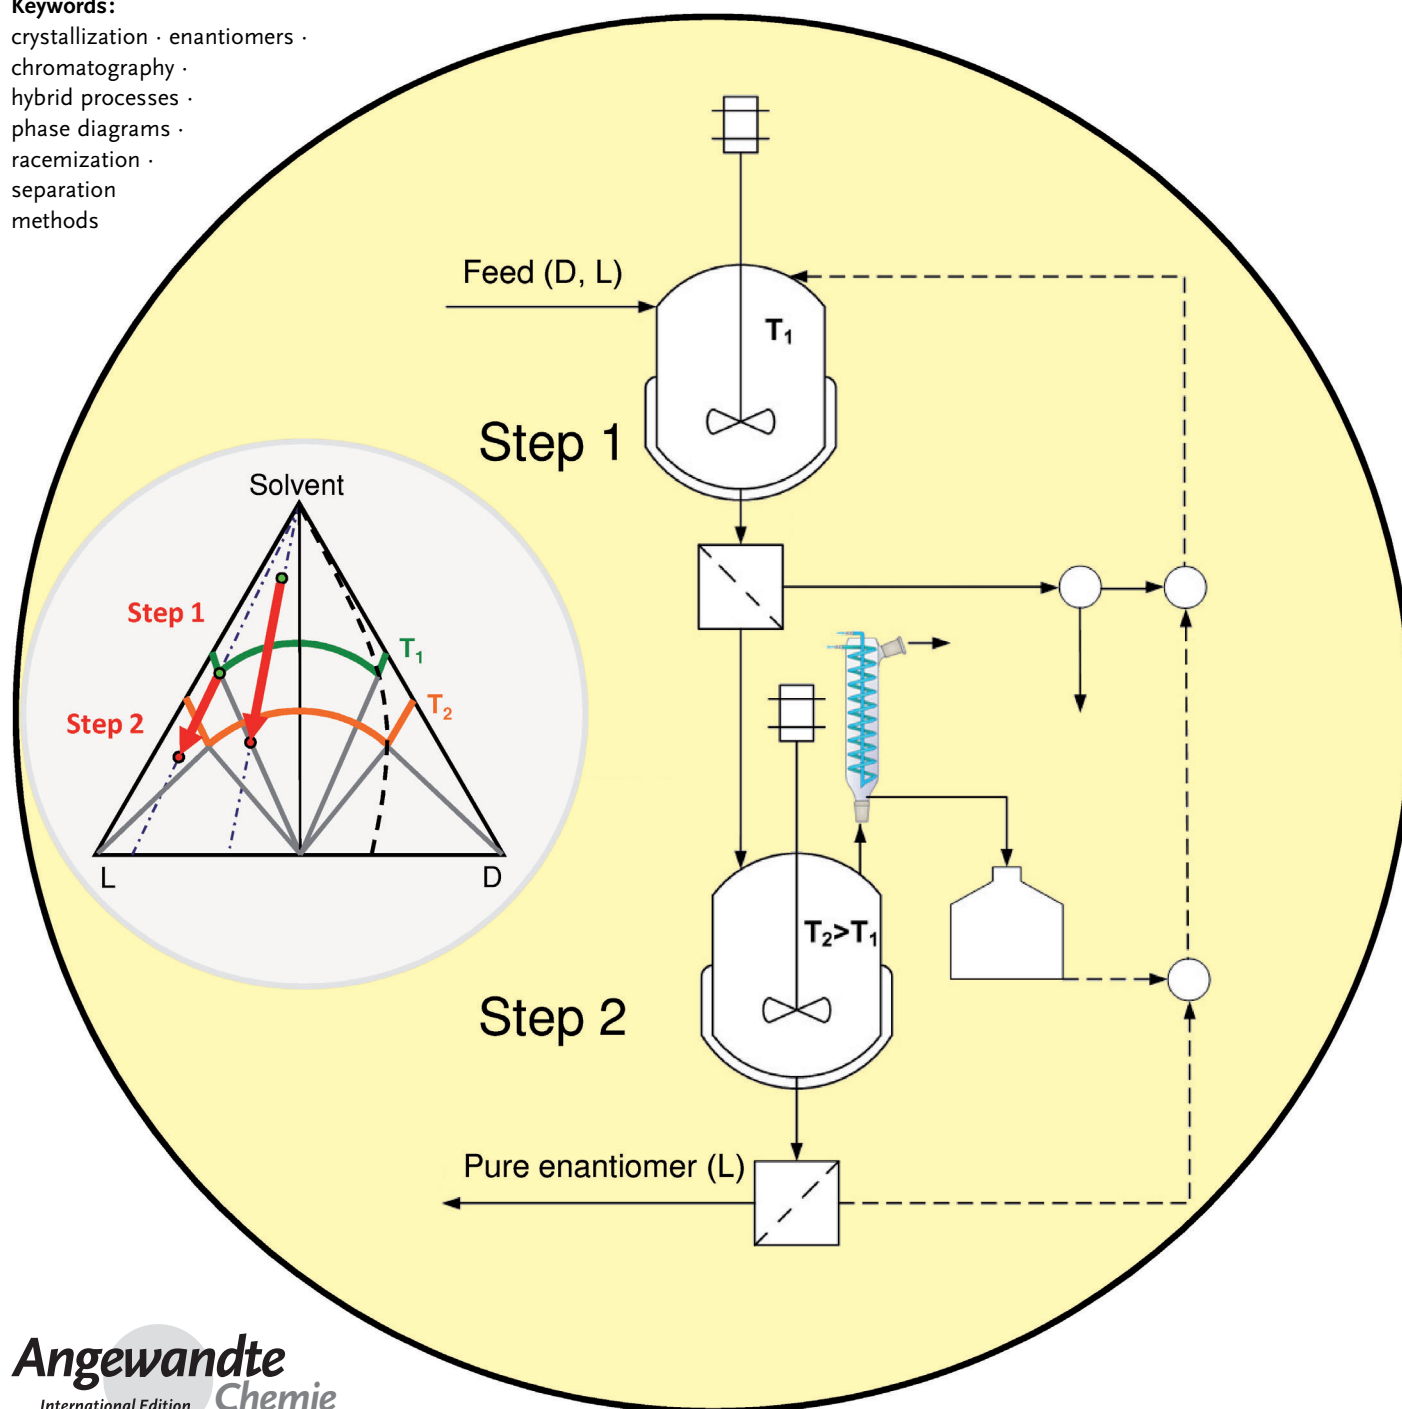 Keywords:
crystallization · enantiomers ·
chromatography ·
hybrid processes ·
phase diagrams ·
racemization ·
separation
methods
Feed (D, L)
T₁
Step 1
Solvent
Step 1
T₁
T₂
Step 2
L
D
T₂>T₁
Step 2
Pure enantiomer (L)
Angewandte
Chemie
International Edition